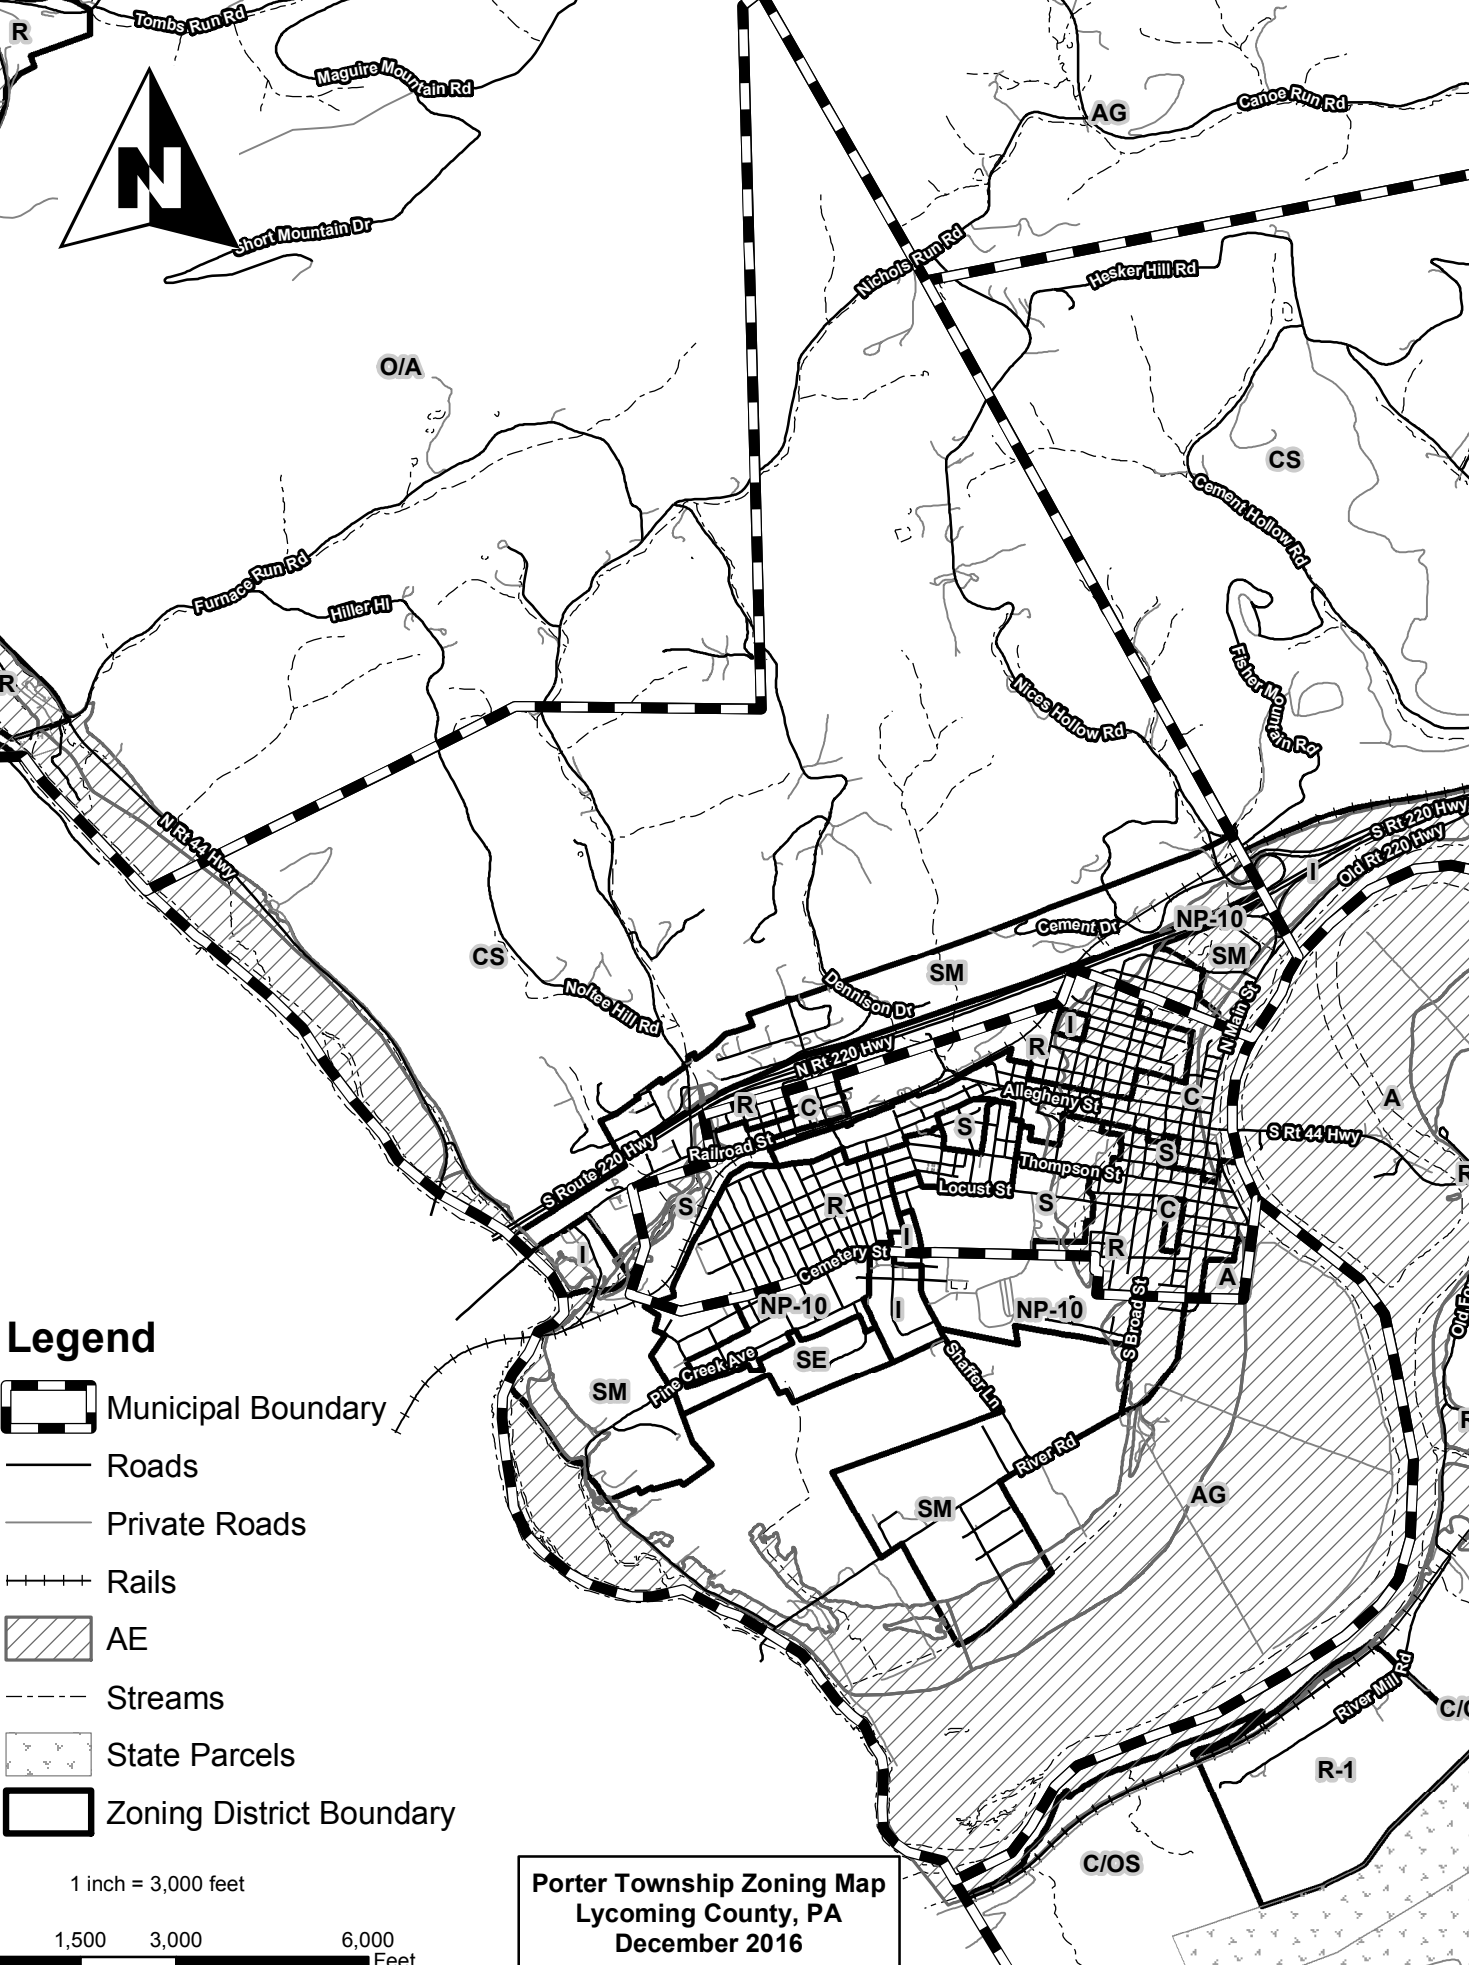 R
Tombs Run Rd
Maguire Mountain Rd
AG
Canoe Run Rd
N
Short Mountain Dr
Nichols Run Rd
Hesker Hill Rd
O/A
CS
Cement Hollow Rd
Furnace Run Rd
Hiller Hl
R
Fisher Mountain Rd
Nices Hollow Rd
N Rt 44 Hwy
S Rt 220 Hwy
Old Rt 220 Hwy
I
NP-10
Cement Dr
CS
SM
SM
Noltee Hill Rd
Dennison Dr
N Main St
I
N Rt 220 Hwy
R
R
C
Allegheny St
C
A
S
S Rt 44 Hwy
Railroad St
S
S Route 220 Hwy
Thompson St
R
Locust St
S
R
S
C
I
I
R
Cemetery St
A
NP-10
I
NP-10
S Broad St
Legend
SE
Shaffer Ln
Pine Creek Ave
SM
Municipal Boundary
Roads
River Rd
AG
SM
Private Roads
Rails
AE
Streams
River Mill Rd
State Parcels
R-1
Zoning District Boundary
C/OS
1 inch = 3,000 feet
Porter Township Zoning Map
Lycoming County, PA
December 2016
1,500 3,000 6,000
Feet